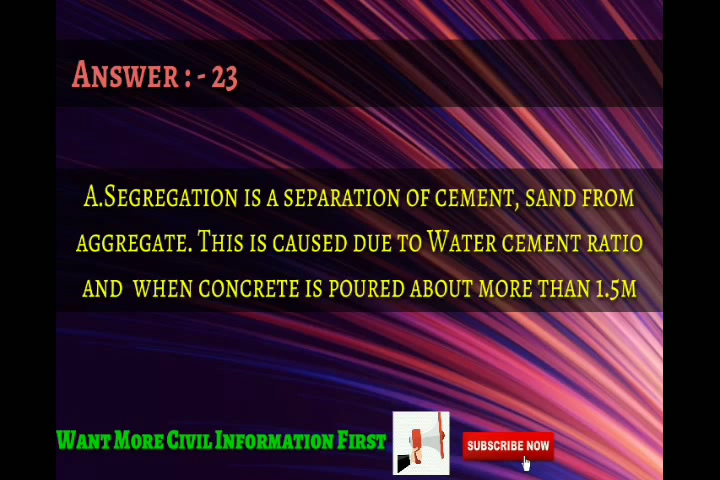 Answer : - 23
A.Segregation is a separation of cement, sand from
aggregate. This is caused due to Water cement ratio
and when concrete is poured about more than 1.5m
Want More Civil Information First
SUBSCRIBE NOW